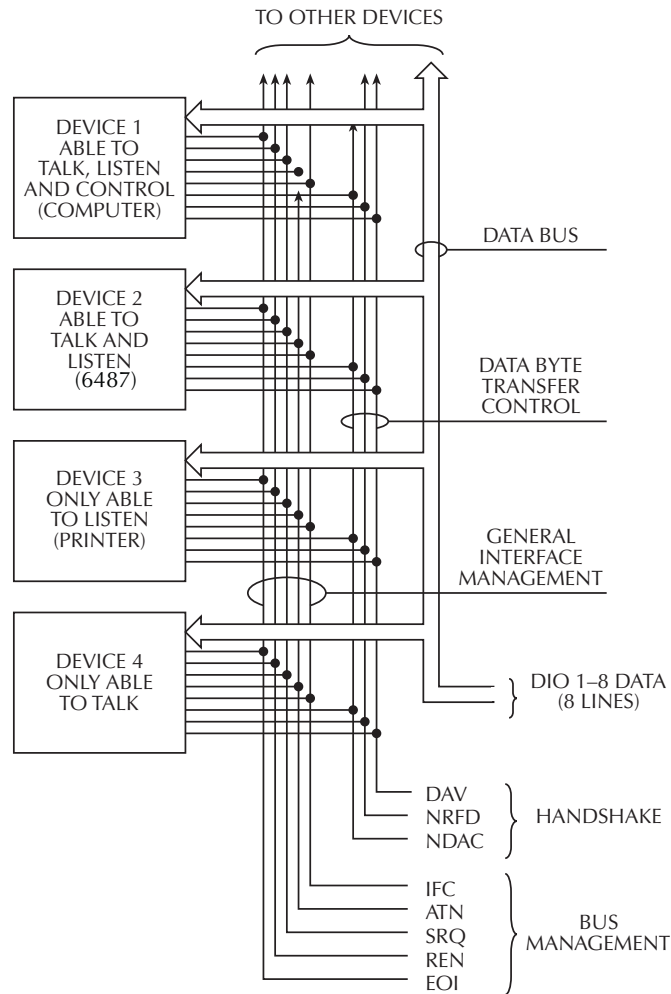 TO OTHER DEVICES
DEVICE 1
ABLE TO
TALK, LISTEN
AND CONTROL
(COMPUTER)
DATA BUS
DEVICE 2
ABLE TO
TALK AND
LISTEN
(6487)
DATA BYTE
TRANSFER
CONTROL
DEVICE 3
ONLY ABLE
TO LISTEN
(PRINTER)
GENERAL
INTERFACE
MANAGEMENT
DEVICE 4
ONLY ABLE
TO TALK
DIO 1–8 DATA
(8 LINES)
DAV
NRFD
NDAC
HANDSHAKE
IFC
ATN
SRQ
REN
EOI
BUS
MANAGEMENT